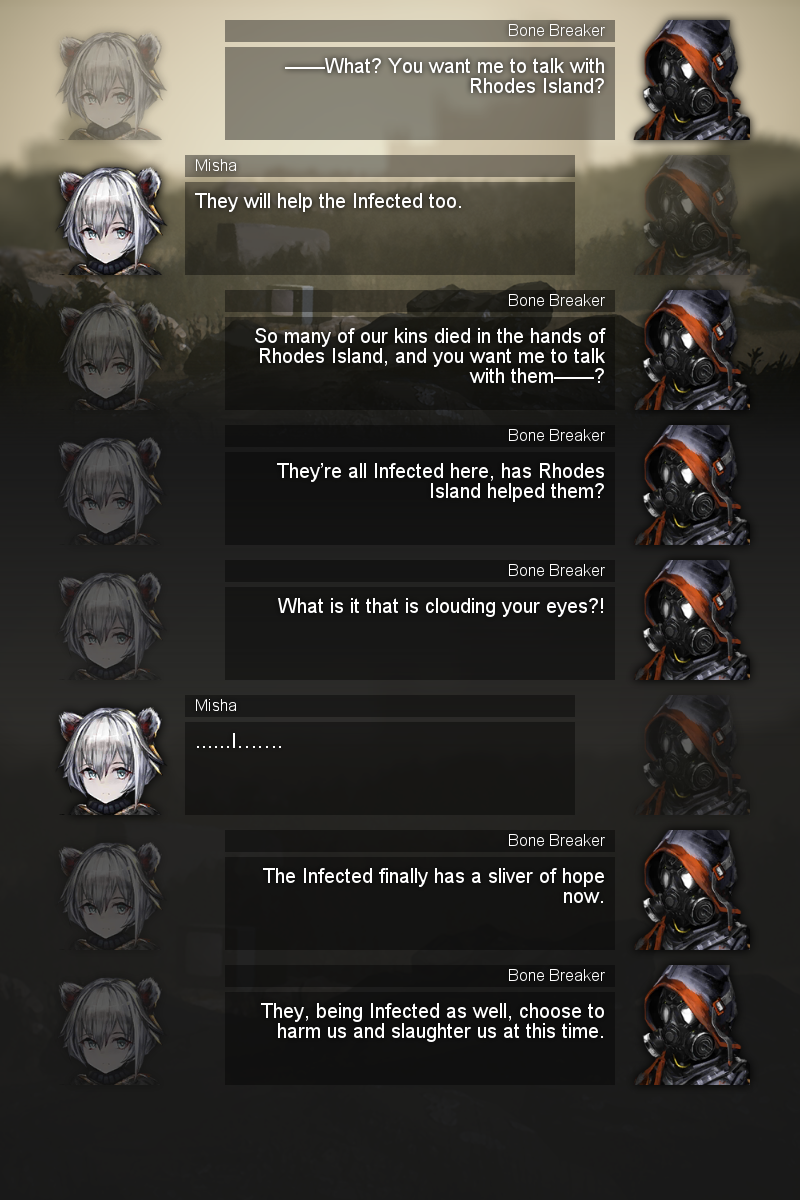 Bone Breaker
——What? You want me to talk with
Rhodes Island?
Misha
They will help the Infected too.
Bone Breaker
So many of our kins died in the hands of
Rhodes Island, and you want me to talk
with them——?
Bone Breaker
They're all Infected here, has Rhodes
Island helped them?
Bone Breaker
What is it that is clouding your eyes?!
Misha
......I.......
Bone Breaker
The Infected finally has a sliver of hope
now.
Bone Breaker
They, being Infected as well, choose to
harm us and slaughter us at this time.